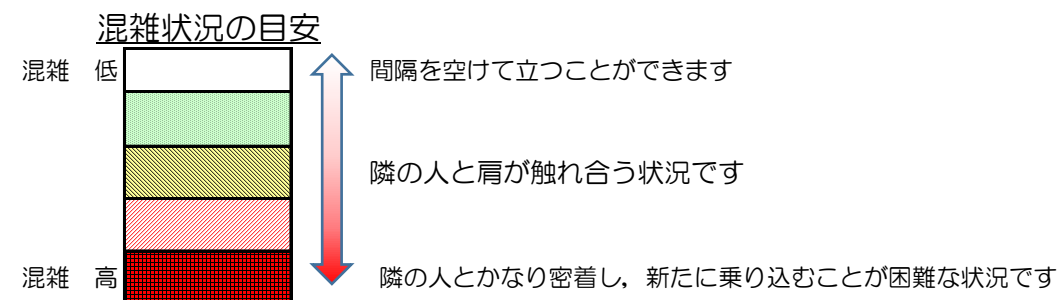 混雑状況の目安
混雑　低　間隔を空けて立つことができます
隣の人と肩が触れ合う状況です
混雑　高　隣の人とかなり密着し，新たに乗り込むことが困難な状況です